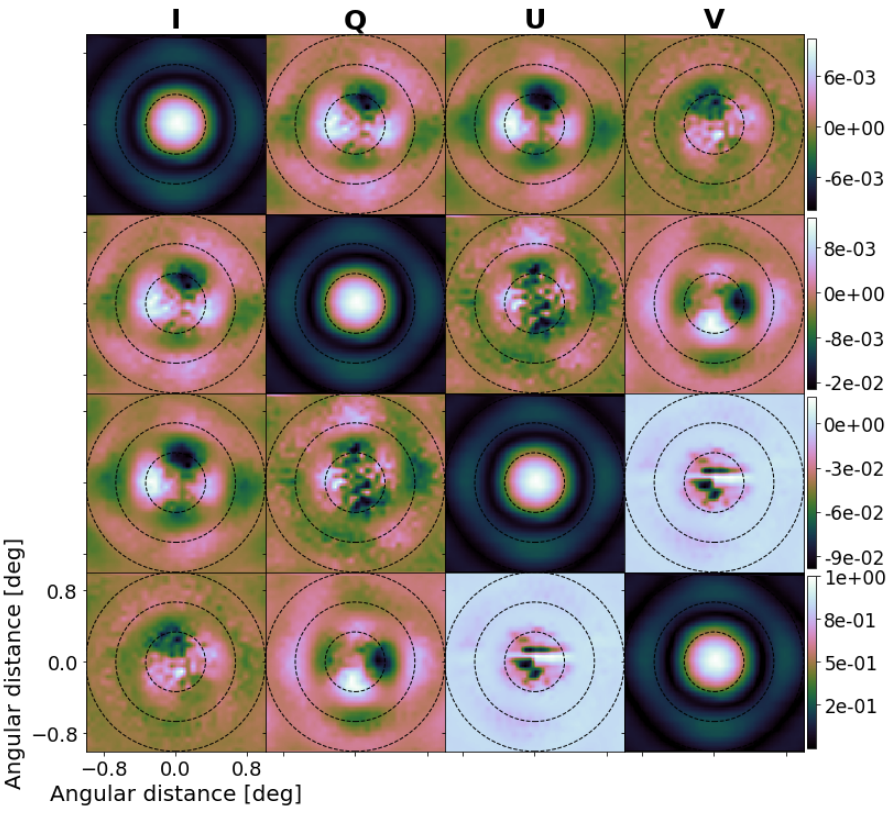 I Q U V
6e-03
0e+00
-6e-03
8e-03
0e+00
-8e-03
-2e-02
0e+00
-3e-02
-6e-02
-9e-02
1e+00
8e-01
5e-01
2e-01
0.8
0.0
−0.8
−0.8 0.0 0.8
Angular distance [deg]
Angular distance [deg]